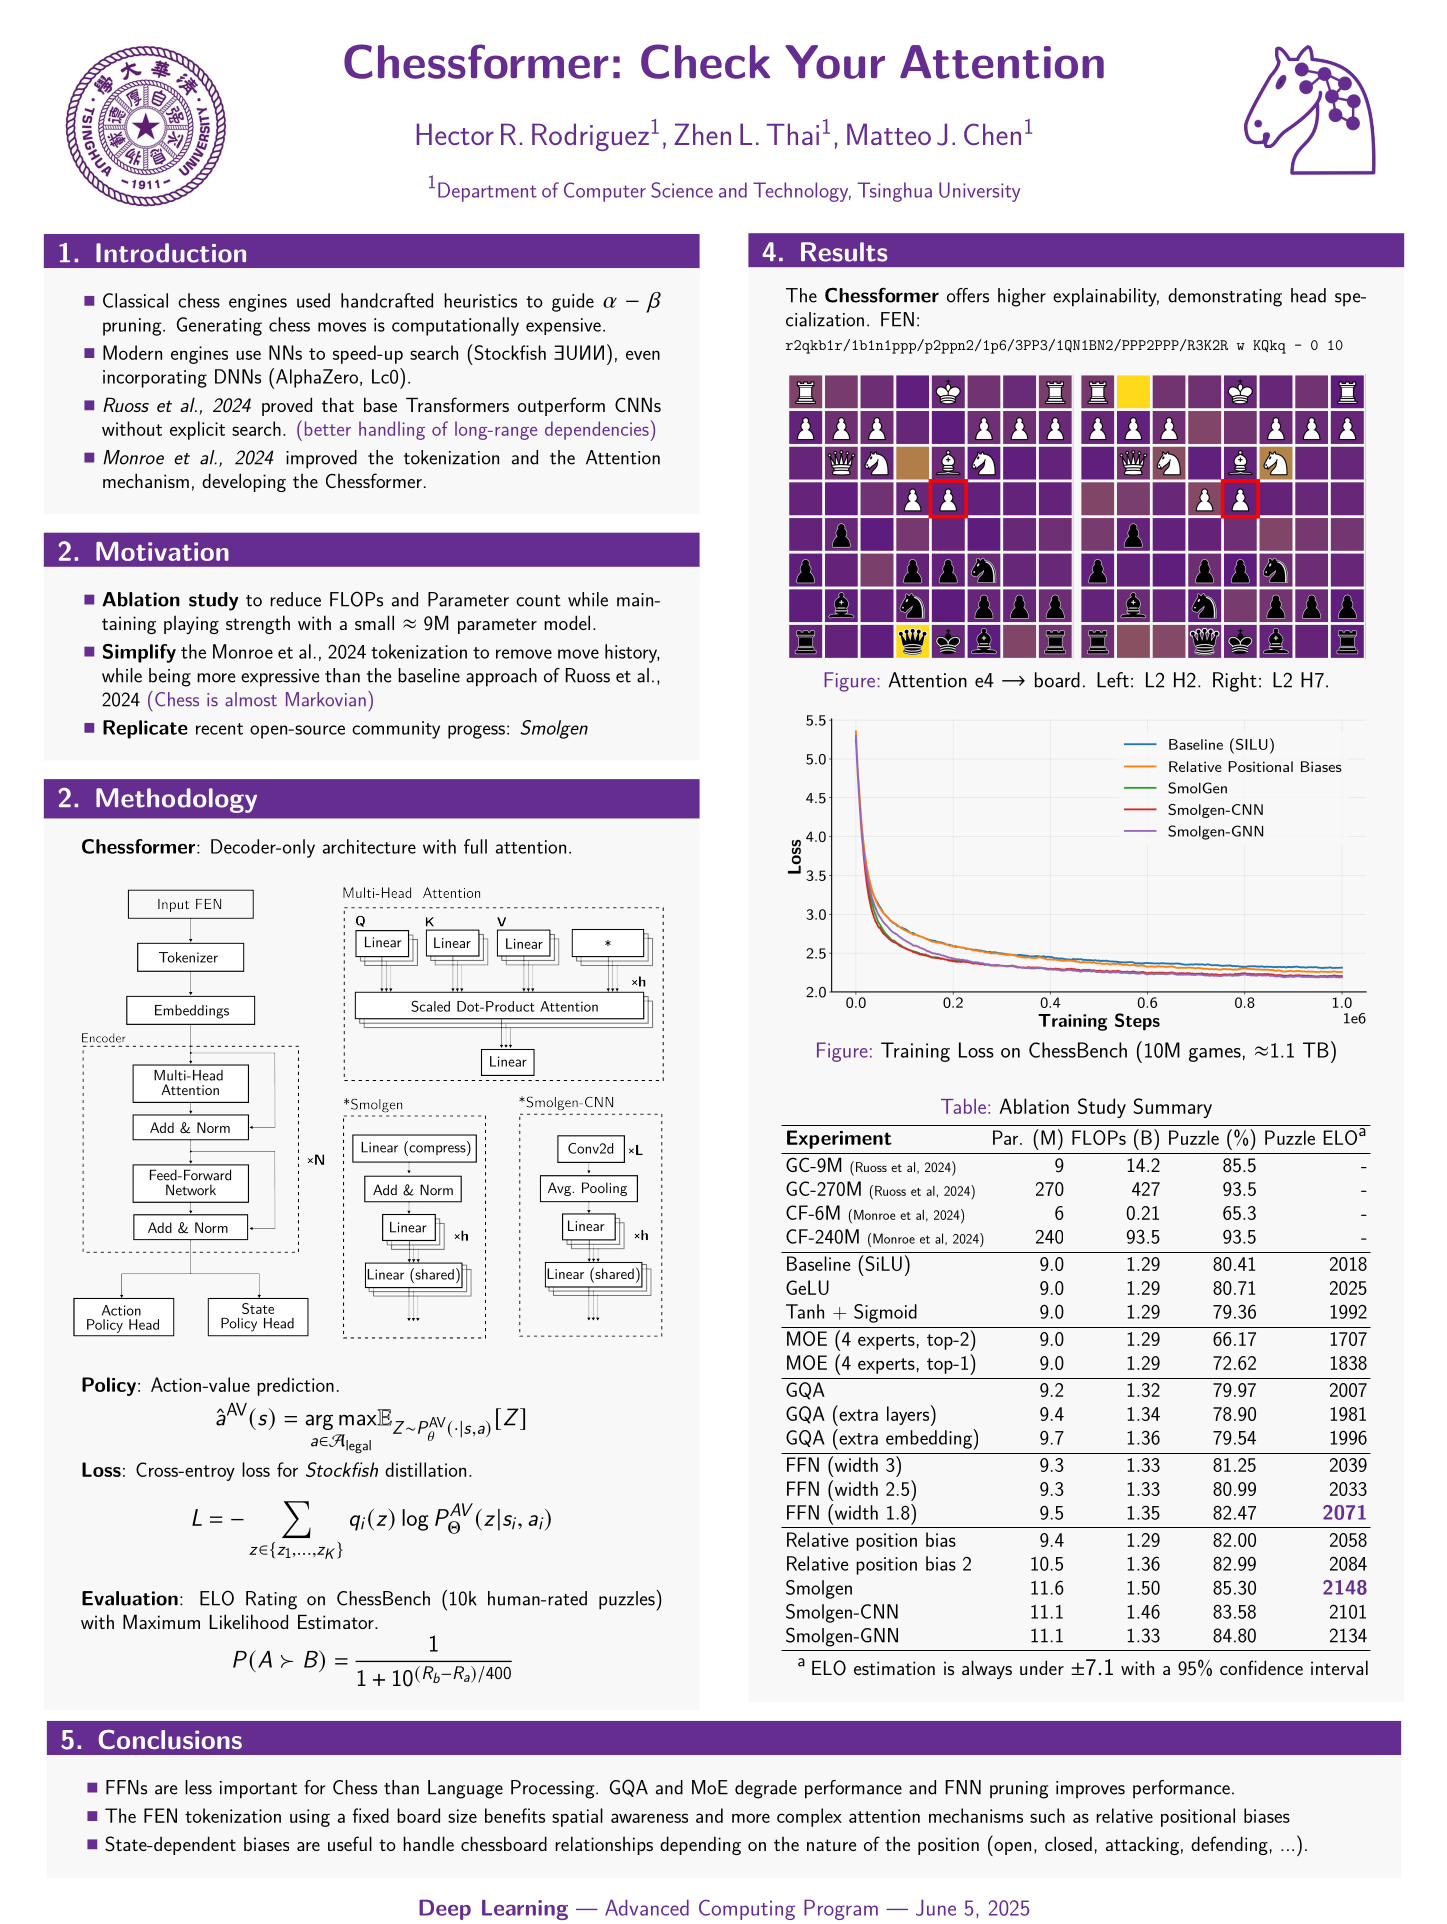 Chessformer: Check Your Attention
Hector R. Rodriguez¹, Zhen L. Thai¹, Matteo J. Chen¹
¹Department of Computer Science and Technology, Tsinghua University
TSINGHUA UNIVERSITY
-1911-
1. Introduction
■ Classical chess engines used handcrafted heuristics to guide α − β
pruning. Generating chess moves is computationally expensive.
■ Modern engines use NNs to speed-up search (Stockfish ƎUИИ), even
incorporating DNNs (AlphaZero, Lc0).
■ Ruoss et al., 2024 proved that base Transformers outperform CNNs
without explicit search. (better handling of long-range dependencies)
■ Monroe et al., 2024 improved the tokenization and the Attention
mechanism, developing the Chessformer.
2. Motivation
■ Ablation study to reduce FLOPs and Parameter count while main-
taining playing strength with a small ≈ 9M parameter model.
■ Simplify the Monroe et al., 2024 tokenization to remove move history,
while being more expressive than the baseline approach of Ruoss et al.,
2024 (Chess is almost Markovian)
■ Replicate recent open-source community progess: Smolgen
2. Methodology
Chessformer: Decoder-only architecture with full attention.
Input FEN
Tokenizer
Embeddings
Encoder
Multi-Head
Attention
Add & Norm
Feed-Forward
Network
Add & Norm
×N
Action
Policy Head
State
Policy Head
Multi-Head Attention
Q K V
Linear Linear Linear *
×h
Scaled Dot-Product Attention
Linear
*Smolgen
Linear (compress)
Add & Norm
Linear
×h
Linear (shared)
*Smolgen-CNN
Conv2d ×L
Avg. Pooling
Linear
×h
Linear (shared)
Policy: Action-value prediction.
â^AV(s) = arg max_{a∈𝒜legal} 𝔼_{Z∼P_θ^AV(·|s,a)}[Z]
Loss: Cross-entroy loss for Stockfish distillation.
L = − ∑_{z∈{z₁,...,z_K}} q_i(z) log P_Θ^AV(z|s_i, a_i)
Evaluation: ELO Rating on ChessBench (10k human-rated puzzles)
with Maximum Likelihood Estimator.
P(A ≻ B) = 1 / (1 + 10^{(R_b−R_a)/400})
4. Results
The Chessformer offers higher explainability, demonstrating head spe-
cialization. FEN:
r2qkb1r/1b1n1ppp/p2ppn2/1p6/3PP3/1QN1BN2/PPP2PPP/R3K2R w KQkq - 0 10
Figure: Attention e4 → board. Left: L2 H2. Right: L2 H7.
5.5
5.0
4.5
4.0
3.5
3.0
2.5
2.0
Loss
Baseline (SILU)
Relative Positional Biases
SmolGen
Smolgen-CNN
Smolgen-GNN
0.0 0.2 0.4 0.6 0.8 1.0
1e6
Training Steps
Figure: Training Loss on ChessBench (10M games, ≈1.1 TB)
Table: Ablation Study Summary
Experiment Par. (M) FLOPs (B) Puzzle (%) Puzzle ELOᵃ
GC-9M (Ruoss et al, 2024) 9 14.2 85.5 -
GC-270M (Ruoss et al, 2024) 270 427 93.5 -
CF-6M (Monroe et al, 2024) 6 0.21 65.3 -
CF-240M (Monroe et al, 2024) 240 93.5 93.5 -
Baseline (SiLU) 9.0 1.29 80.41 2018
GeLU 9.0 1.29 80.71 2025
Tanh + Sigmoid 9.0 1.29 79.36 1992
MOE (4 experts, top-2) 9.0 1.29 66.17 1707
MOE (4 experts, top-1) 9.0 1.29 72.62 1838
GQA 9.2 1.32 79.97 2007
GQA (extra layers) 9.4 1.34 78.90 1981
GQA (extra embedding) 9.7 1.36 79.54 1996
FFN (width 3) 9.3 1.33 81.25 2039
FFN (width 2.5) 9.3 1.33 80.99 2033
FFN (width 1.8) 9.5 1.35 82.47 2071
Relative position bias 9.4 1.29 82.00 2058
Relative position bias 2 10.5 1.36 82.99 2084
Smolgen 11.6 1.50 85.30 2148
Smolgen-CNN 11.1 1.46 83.58 2101
Smolgen-GNN 11.1 1.33 84.80 2134
ᵃ ELO estimation is always under ±7.1 with a 95% confidence interval
5. Conclusions
■ FFNs are less important for Chess than Language Processing. GQA and MoE degrade performance and FNN pruning improves performance.
■ The FEN tokenization using a fixed board size benefits spatial awareness and more complex attention mechanisms such as relative positional biases
■ State-dependent biases are useful to handle chessboard relationships depending on the nature of the position (open, closed, attacking, defending, ...).
Deep Learning — Advanced Computing Program — June 5, 2025